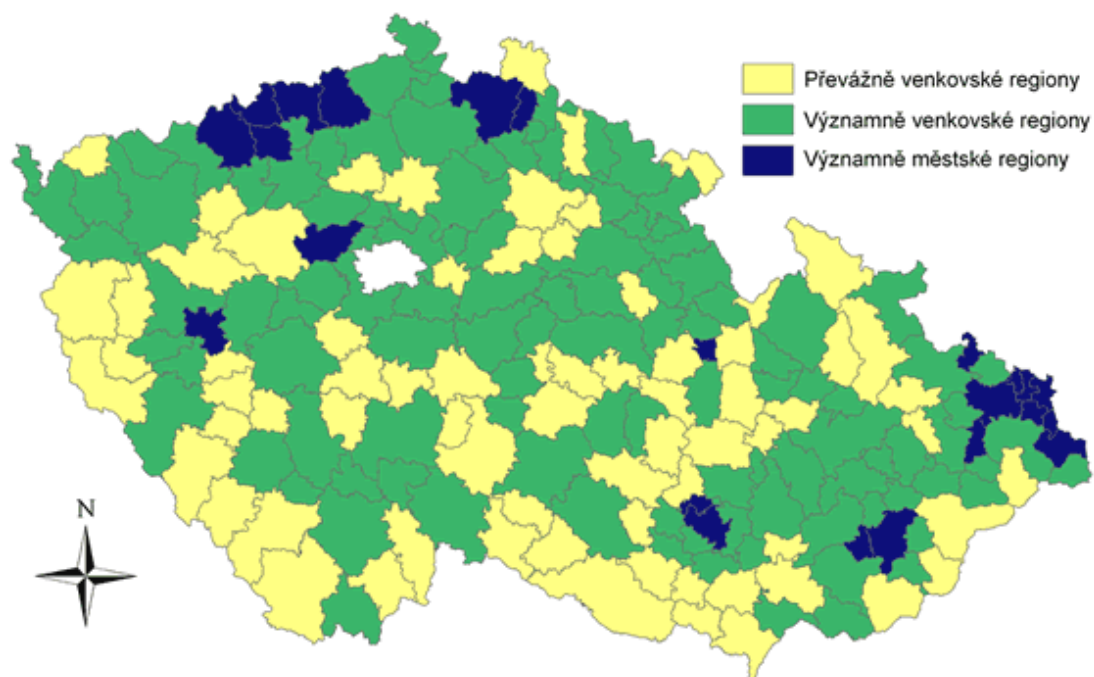 Převážně venkovské regiony
Významně venkovské regiony
Významně městské regiony
N